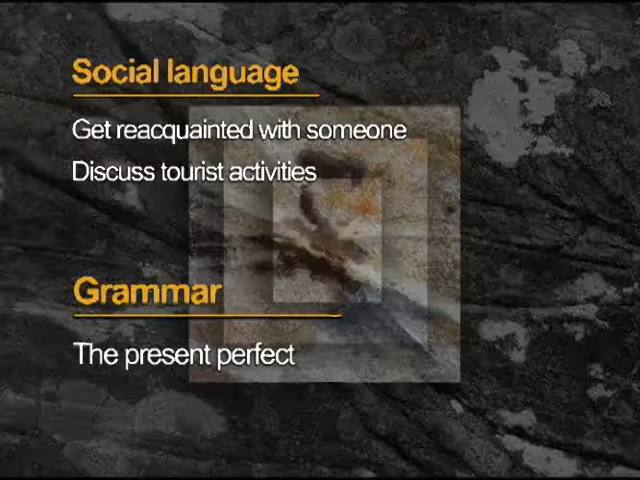 Social language
Get reacquainted with someone
Discuss tourist activities
Grammar
The present perfect